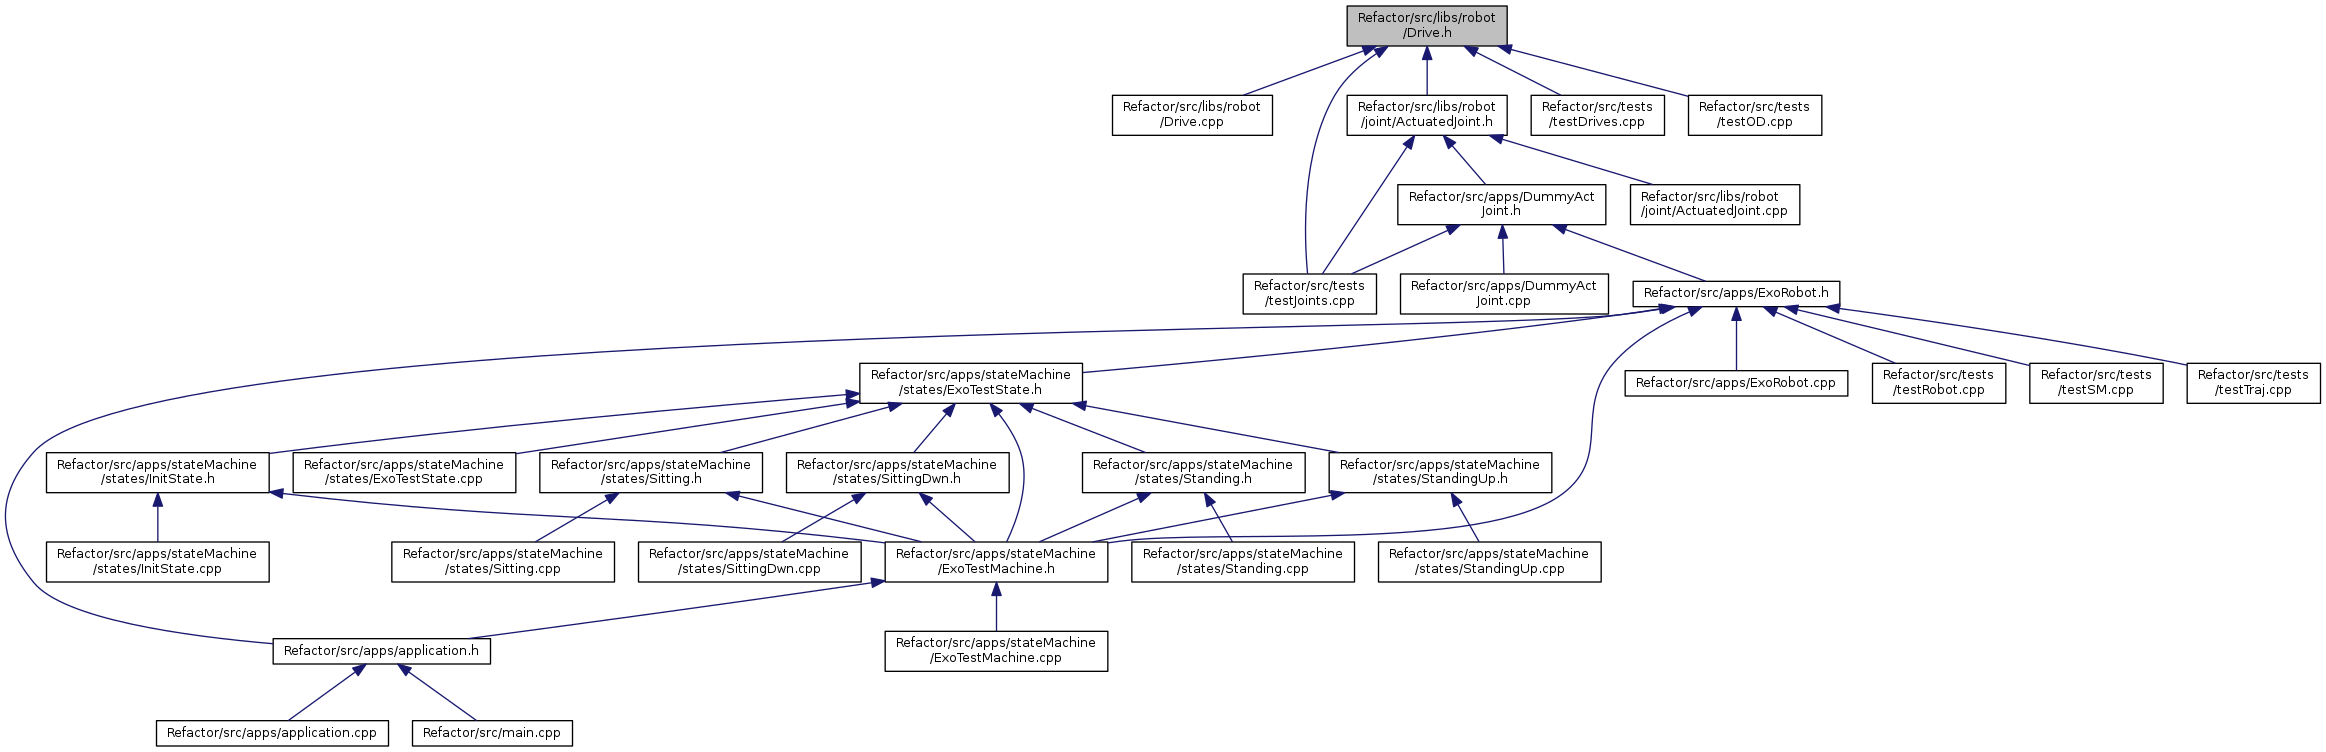 Refactor/src/libs/robot
/Drive.h
Refactor/src/libs/robot
/Drive.cpp
Refactor/src/libs/robot
/joint/ActuatedJoint.h
Refactor/src/tests
/testDrives.cpp
Refactor/src/tests
/testOD.cpp
Refactor/src/apps/DummyAct
Joint.h
Refactor/src/libs/robot
/joint/ActuatedJoint.cpp
Refactor/src/tests
/testJoints.cpp
Refactor/src/apps/DummyAct
Joint.cpp
Refactor/src/apps/ExoRobot.h
Refactor/src/apps/stateMachine
/states/ExoTestState.h
Refactor/src/apps/ExoRobot.cpp
Refactor/src/tests
/testRobot.cpp
Refactor/src/tests
/testSM.cpp
Refactor/src/tests
/testTraj.cpp
Refactor/src/apps/stateMachine
/states/InitState.h
Refactor/src/apps/stateMachine
/states/ExoTestState.cpp
Refactor/src/apps/stateMachine
/states/Sitting.h
Refactor/src/apps/stateMachine
/states/SittingDwn.h
Refactor/src/apps/stateMachine
/states/Standing.h
Refactor/src/apps/stateMachine
/states/StandingUp.h
Refactor/src/apps/stateMachine
/states/InitState.cpp
Refactor/src/apps/stateMachine
/states/Sitting.cpp
Refactor/src/apps/stateMachine
/states/SittingDwn.cpp
Refactor/src/apps/stateMachine
/ExoTestMachine.h
Refactor/src/apps/stateMachine
/states/Standing.cpp
Refactor/src/apps/stateMachine
/states/StandingUp.cpp
Refactor/src/apps/application.h
Refactor/src/apps/stateMachine
/ExoTestMachine.cpp
Refactor/src/apps/application.cpp
Refactor/src/main.cpp